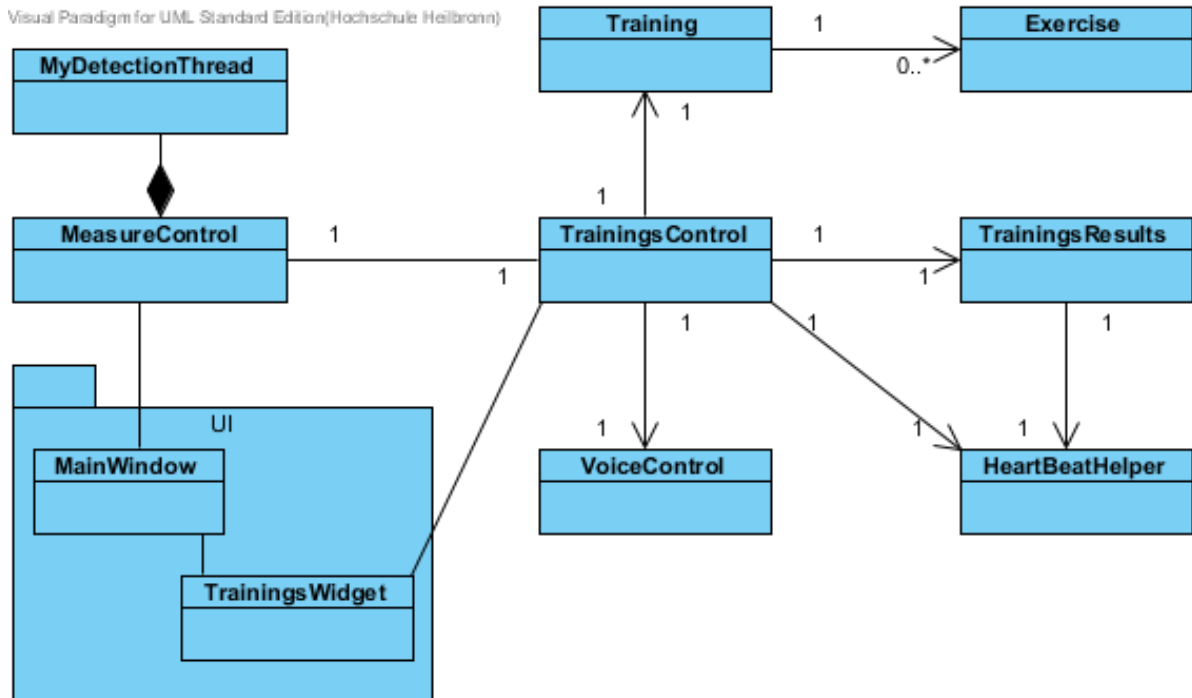 Visual Paradigm for UML Standard Edition(Hochschule Heilbronn)
Training
1
0..*
Exercise
MyDetectionThread
1
1
MeasureControl
1
1
TrainingsControl
1
1
TrainingsResults
1
1
1
UI
1
1
1
MainWindow
VoiceControl
HeartBeatHelper
TrainingsWidget